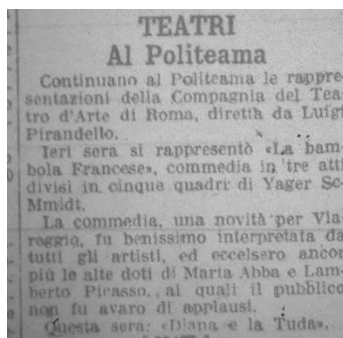 TEATRI
Al Politeama
Continuano al Politeama le rappre
sentazioni della Compagnia del Tea
tro d'Arte di Roma, diretta da Luigi
Pirandello.
Ieri sera si rappresentò «La bam-
bola Francese», commedia in tre atti
divisi in cinque quadri di Yager Sc-
Mmidt.
La commedia, una novità per Via
reggio, fu benissimo interpretata da
tutti gli artisti, ed eccelsero ancor
più le alte doti di Marta Abba e Lam
berto Picasso, ai quali il pubblico
non fu avaro di applausi.
Questa sera: «Diana e la Tuda».